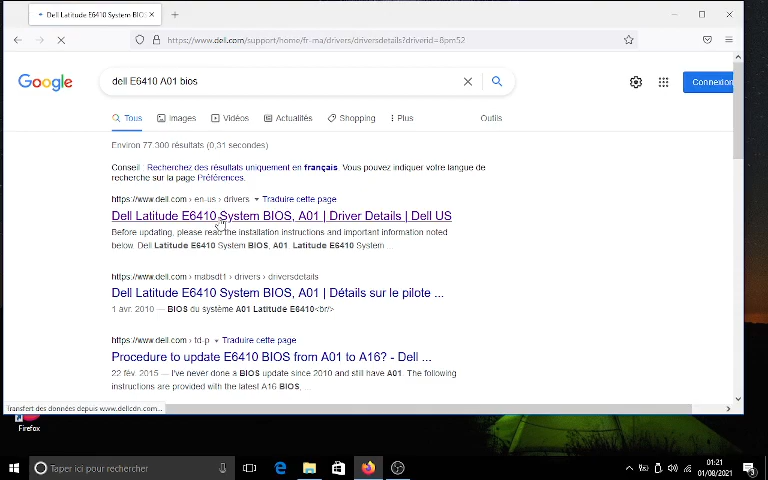 Dell Latitude E6410 System BIO
https://www.dell.com/support/home/fr-ma/drivers/driversdetails?driverid=8pm52
Google
dell E6410 A01 bios
Connexion
Tous
Images
Vidéos
Actualités
Shopping
Plus
Outils
Environ 77 300 résultats (0,31 secondes)
Conseil : Recherchez des résultats uniquement en français. Vous pouvez indiquer votre langue de
recherche sur la page Préférences.
https://www.dell.com › en-us › drivers ▾ Traduire cette page
Dell Latitude E6410 System BIOS, A01 | Driver Details | Dell US
Before updating, please read the installation instructions and important information noted
below. Dell Latitude E6410 System BIOS, A01 Latitude E6410 System ...
https://www.dell.com › mabsdt1 › drivers › driversdetails
Dell Latitude E6410 System BIOS, A01 | Détails sur le pilote ...
1 avr. 2010 — BIOS du système A01 Latitude E6410<br/>
https://www.dell.com › td-p ▾ Traduire cette page
Procedure to update E6410 BIOS from A01 to A16? - Dell ...
22 fév. 2015 — I've never done a BIOS update since 2010 and still have A01. The following
instructions are provided with the latest A16 BIOS, ...
Transfert des données depuis www.dellcdn.com...
Firefox
Taper ici pour rechercher
01:21
01/08/2021
3